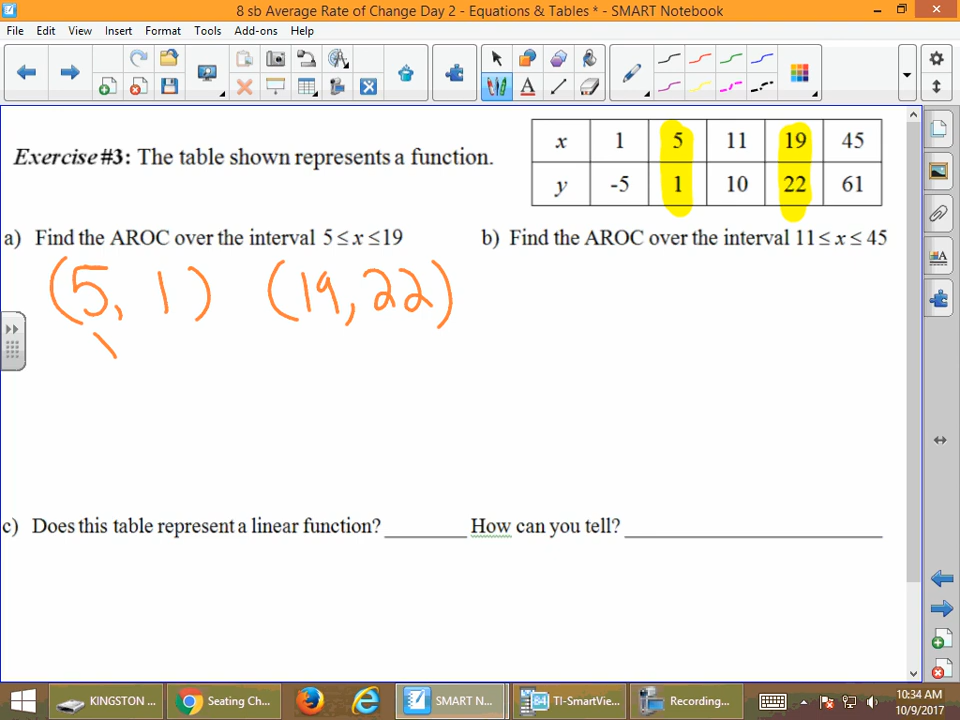 8 sb Average Rate of Change Day 2 - Equations & Tables * - SMART Notebook
File Edit View Insert Format Tools Add-ons Help
Exercise #3: The table shown represents a function.
x 1 5 11 19 45
y -5 1 10 22 61
a) Find the AROC over the interval 5 ≤ x ≤ 19
b) Find the AROC over the interval 11 ≤ x ≤ 45
(5, 1) (19, 22)
c) Does this table represent a linear function? ________ How can you tell? __________________________
KINGSTON ... Seating Ch... SMART N... TI-SmartVie... Recording...
84
10:34 AM
10/9/2017